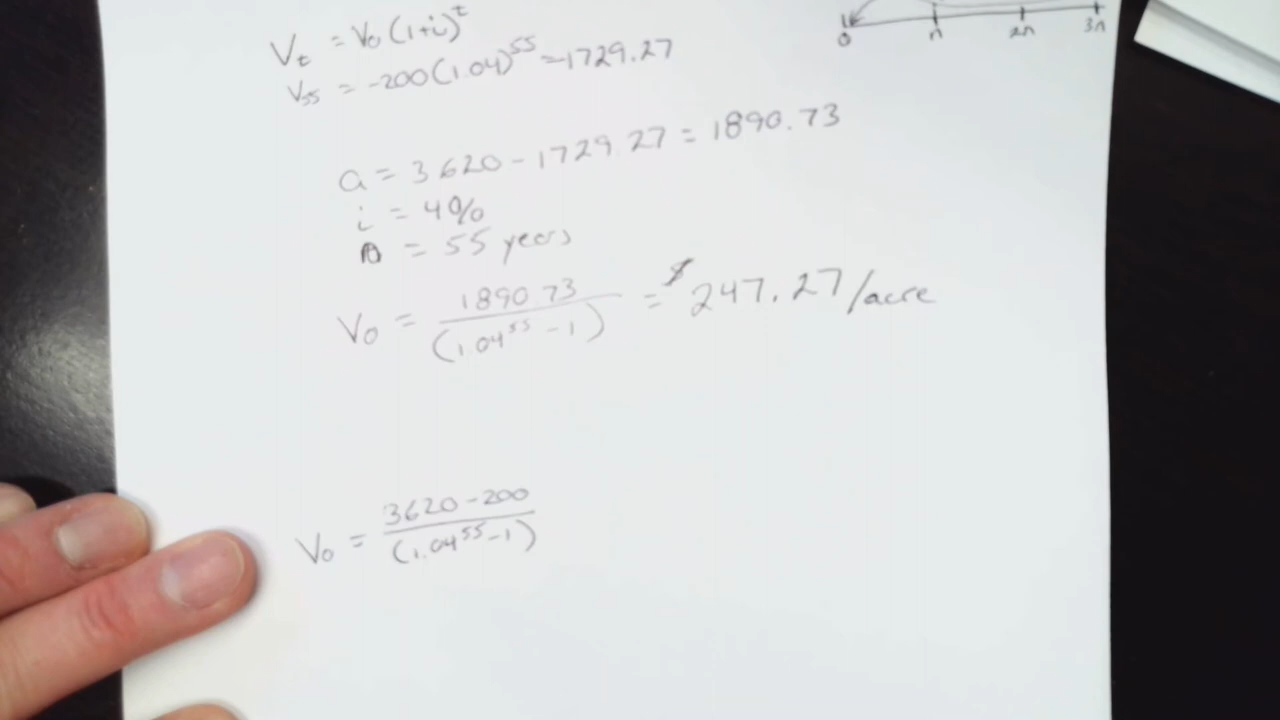 Vt = V0 (1+i)^t
0 n 2n 3n
V55 = -200(1.04)^55 = -1729.27
a = 3620 - 1729.27 = 1890.73
i = 4%
n = 55 years
V0 = 1890.73 / (1.04^55 - 1) = $247.27/acre
V0 = 3620-200 / (1.04^55-1)